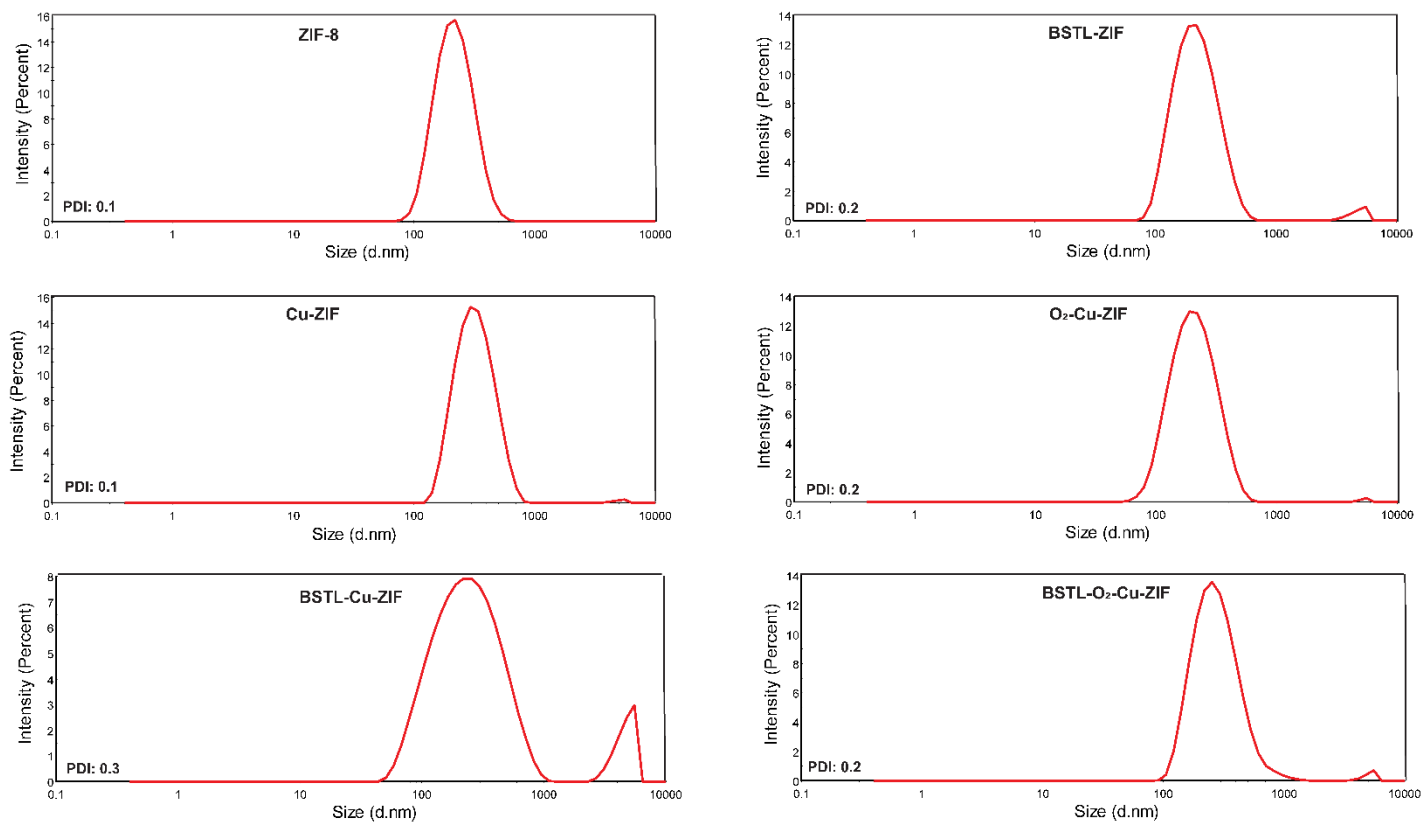 ZIF-8
Intensity (Percent)
16
14
12
10
8
6
4
2
0
PDI: 0.1
0.1 1 10 100 1000 10000
Size (d.nm)
BSTL-ZIF
Intensity (Percent)
14
12
10
8
6
4
2
0
PDI: 0.2
0.1 1 10 100 1000 10000
Size (d.nm)
Cu-ZIF
Intensity (Percent)
16
14
12
10
8
6
4
2
0
PDI: 0.1
0.1 1 10 100 1000 10000
Size (d.nm)
O₂-Cu-ZIF
Intensity (Percent)
14
12
10
8
6
4
2
0
PDI: 0.2
0.1 1 10 100 1000 10000
Size (d.nm)
BSTL-Cu-ZIF
Intensity (Percent)
8
7
6
5
4
3
2
1
0
PDI: 0.3
0.1 1 10 100 1000 10000
Size (d.nm)
BSTL-O₂-Cu-ZIF
Intensity (Percent)
14
12
10
8
6
4
2
0
PDI: 0.2
0.1 1 10 100 1000 10000
Size (d.nm)